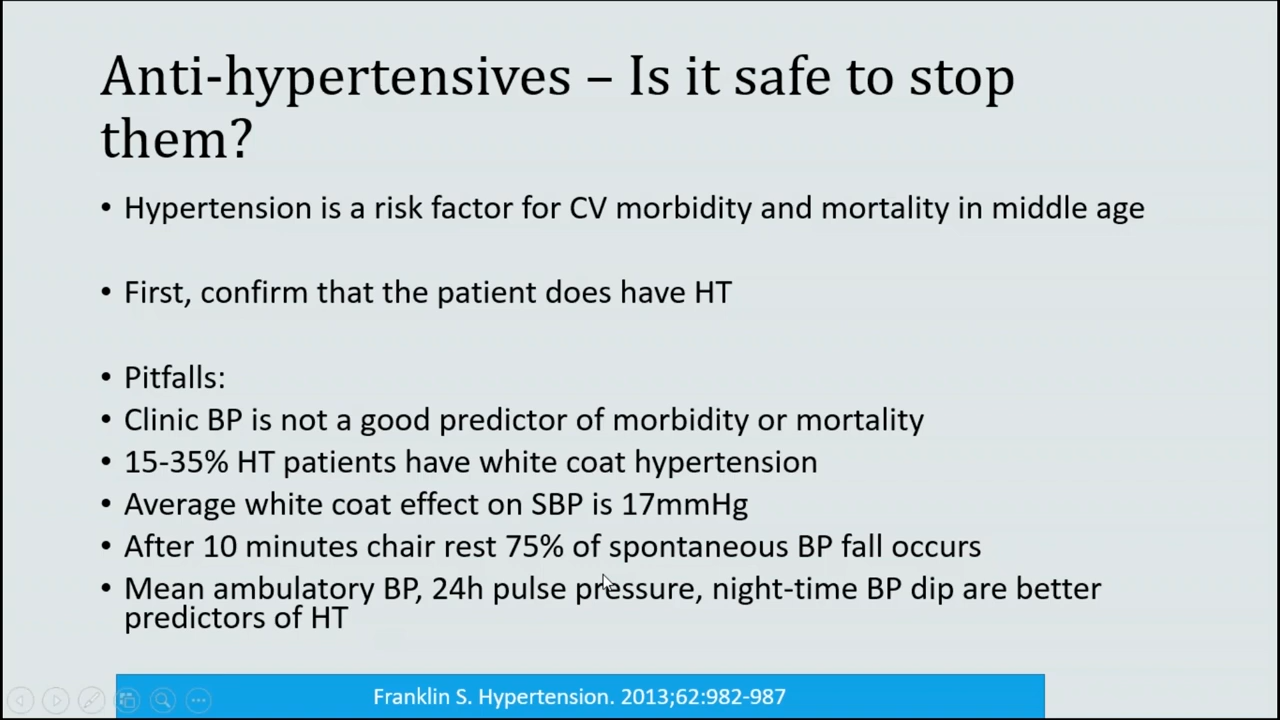 Anti-hypertensives – Is it safe to stop
them?
• Hypertension is a risk factor for CV morbidity and mortality in middle age
• First, confirm that the patient does have HT
• Pitfalls:
• Clinic BP is not a good predictor of morbidity or mortality
• 15-35% HT patients have white coat hypertension
• Average white coat effect on SBP is 17mmHg
• After 10 minutes chair rest 75% of spontaneous BP fall occurs
• Mean ambulatory BP, 24h pulse pressure, night-time BP dip are better
predictors of HT
Franklin S. Hypertension. 2013;62:982-987